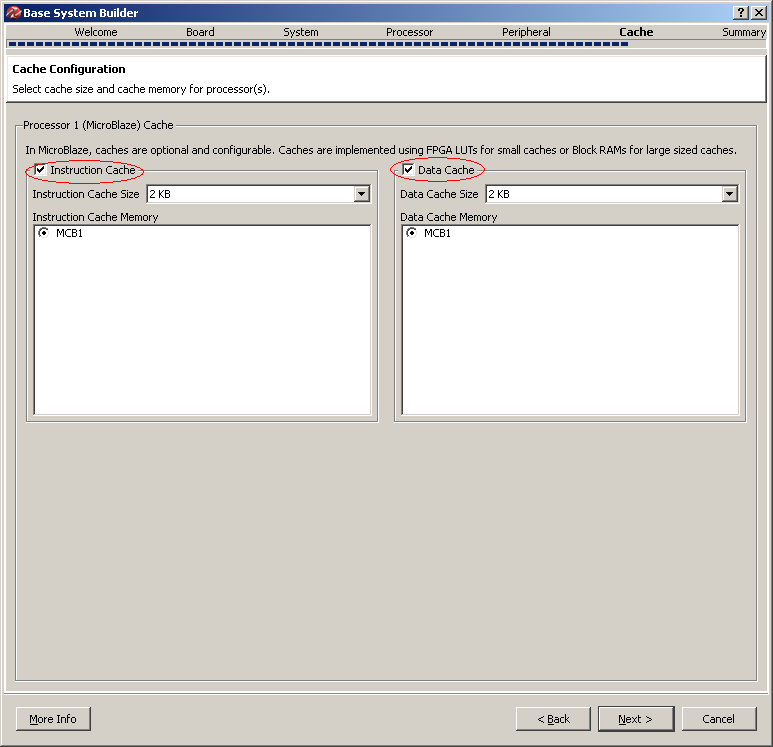 Base System Builder
Welcome Board System Processor Peripheral Cache Summary
Cache Configuration
Select cache size and cache memory for processor(s).
Processor 1 (MicroBlaze) Cache
In MicroBlaze, caches are optional and configurable. Caches are implemented using FPGA LUTs for small caches or Block RAMs for large sized caches.
Instruction Cache
Instruction Cache Size 2 KB
Instruction Cache Memory
MCB1
Data Cache
Data Cache Size 2 KB
Data Cache Memory
MCB1
More Info < Back Next > Cancel